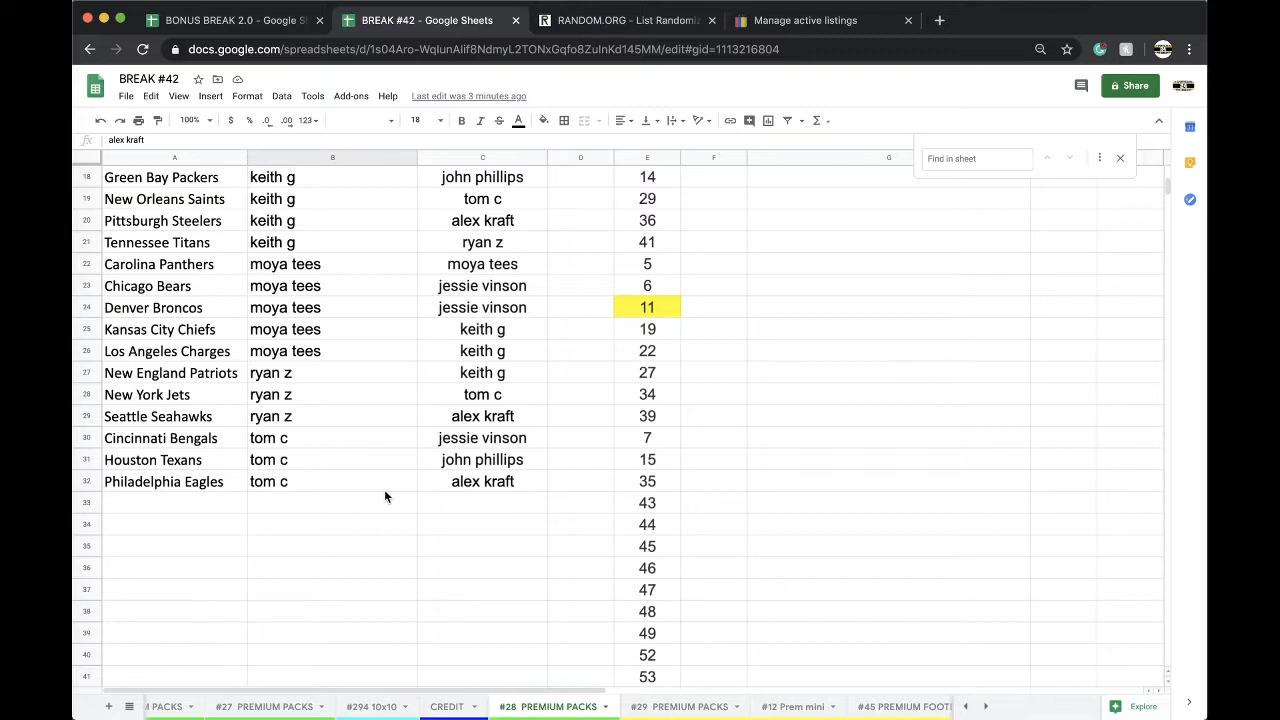 BONUS BREAK 2.0 - Google S
BREAK #42 - Google Sheets
RANDOM.ORG - List Randomiz
Manage active listings
docs.google.com/spreadsheets/d/1s04Aro-WqIunAIif8NdmyL2TONxGqfo8ZuInKd145MM/edit#gid=1113216804
BREAK #42
File Edit View Insert Format Data Tools Add-ons Help Last edit was 3 minutes ago
Share
100% $ % .0 .00 123 18 B I S A
fx alex kraft
Find in sheet
A B C D E F G
18 Green Bay Packers keith g john phillips 14
19 New Orleans Saints keith g tom c 29
20 Pittsburgh Steelers keith g alex kraft 36
21 Tennessee Titans keith g ryan z 41
22 Carolina Panthers moya tees moya tees 5
23 Chicago Bears moya tees jessie vinson 6
24 Denver Broncos moya tees jessie vinson 11
25 Kansas City Chiefs moya tees keith g 19
26 Los Angeles Charges moya tees keith g 22
27 New England Patriots ryan z keith g 27
28 New York Jets ryan z tom c 34
29 Seattle Seahawks ryan z alex kraft 39
30 Cincinnati Bengals tom c jessie vinson 7
31 Houston Texans tom c john phillips 15
32 Philadelphia Eagles tom c alex kraft 35
33 43
34 44
35 45
36 46
37 47
38 48
39 49
40 52
41 53
M PACKS #27 PREMIUM PACKS #294 10x10 CREDIT #28 PREMIUM PACKS #29 PREMIUM PACKS #12 Prem mini #45 PREMIUM FOOTI Explore